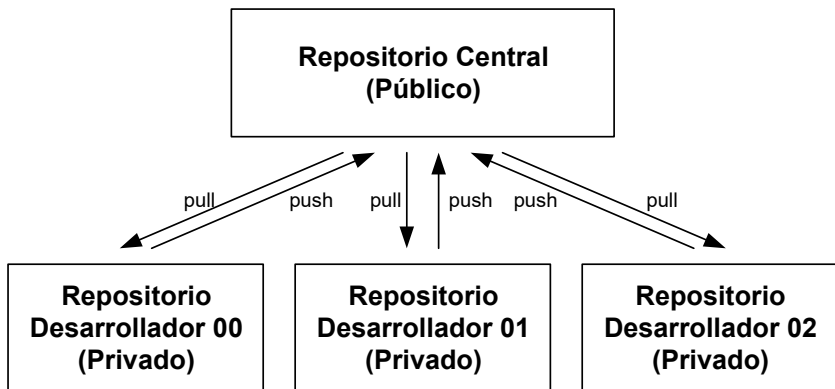 Repositorio Central
(Público)
pull
push
pull
push
push
pull
Repositorio
Desarrollador 00
(Privado)
Repositorio
Desarrollador 01
(Privado)
Repositorio
Desarrollador 02
(Privado)